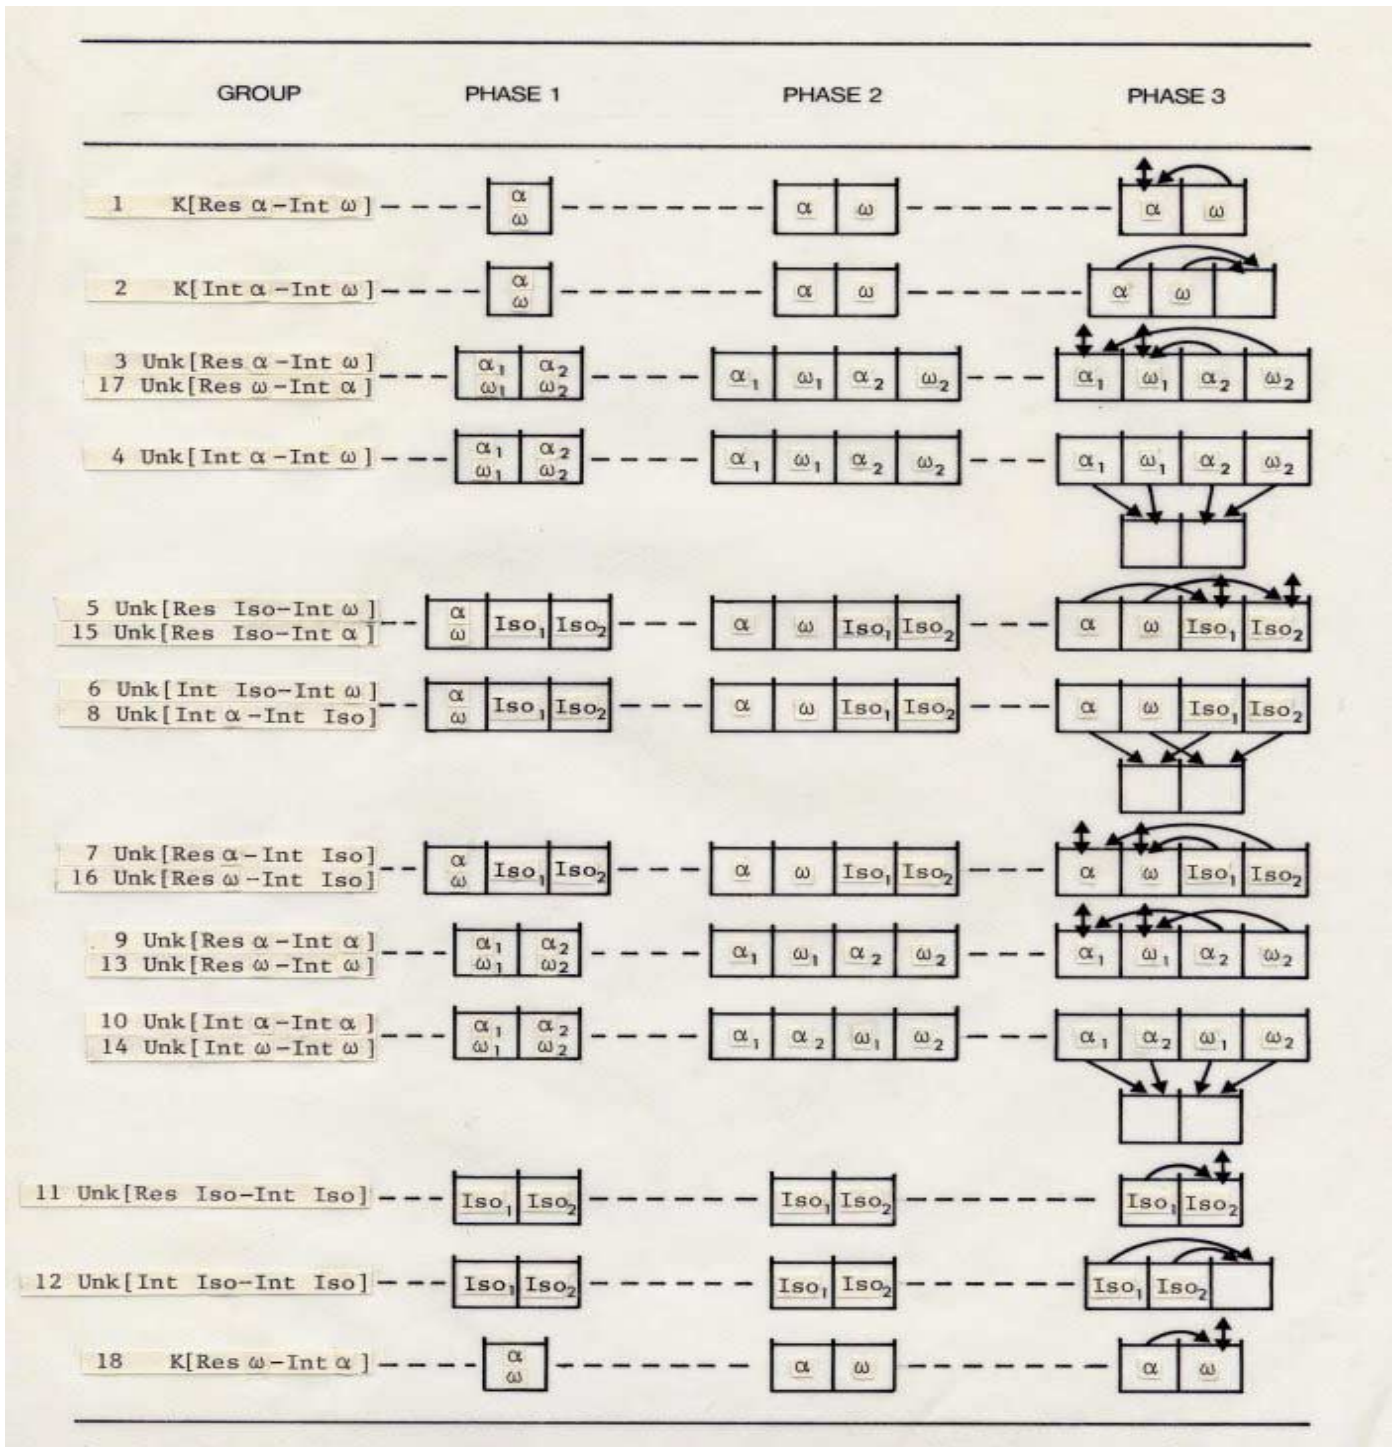 GROUP PHASE 1 PHASE 2 PHASE 3
1 K[Res α-Int ω] α α ω α ω
ω
2 K[Int α-Int ω] α α ω α ω
ω
3 Unk[Res α-Int ω] α₁ α₂ α₁ ω₁ α₂ ω₂ α₁ ω₁ α₂ ω₂
17 Unk[Res ω-Int α] ω₁ ω₂
4 Unk[Int α-Int ω] α₁ α₂ α₁ ω₁ α₂ ω₂ α₁ ω₁ α₂ ω₂
ω₁ ω₂
5 Unk[Res Iso-Int ω] α Iso₁ Iso₂ α ω Iso₁ Iso₂ α ω Iso₁ Iso₂
15 Unk[Res Iso-Int α] ω
6 Unk[Int Iso-Int ω] α Iso₁ Iso₂ α ω Iso₁ Iso₂ α ω Iso₁ Iso₂
8 Unk[Int α-Int Iso] ω
7 Unk[Res α-Int Iso] α Iso₁ Iso₂ α ω Iso₁ Iso₂ α ω Iso₁ Iso₂
16 Unk[Res ω-Int Iso] ω
9 Unk[Res α-Int α] α₁ α₂ α₁ ω₁ α₂ ω₂ α₁ ω₁ α₂ ω₂
13 Unk[Res ω-Int ω] ω₁ ω₂
10 Unk[Int α-Int α] α₁ α₂ α₁ α₂ ω₁ ω₂ α₁ α₂ ω₁ ω₂
14 Unk[Int ω-Int ω] ω₁ ω₂
11 Unk[Res Iso-Int Iso] Iso₁ Iso₂ Iso₁ Iso₂ Iso₁ Iso₂
12 Unk[Int Iso-Int Iso] Iso₁ Iso₂ Iso₁ Iso₂ Iso₁ Iso₂
18 K[Res ω-Int α] α α ω α ω
ω